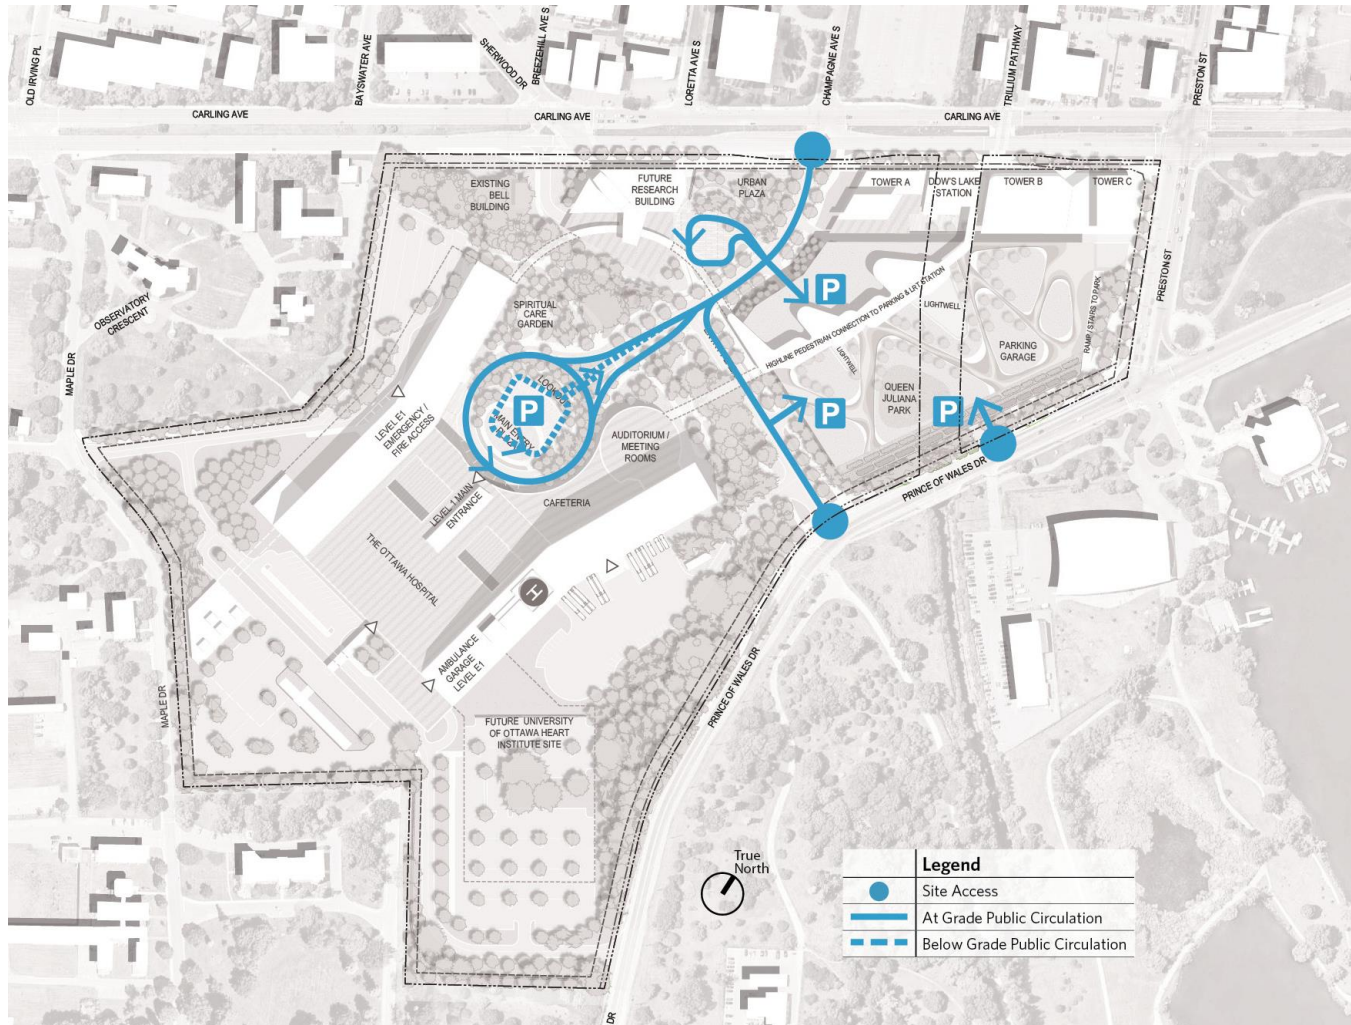 OLD IRVING PL
BAYSWATER AVE
SHERWOOD DR
BREEZEHILL AVE S
LORETTA AVE S
CHAMPAGNE AVE S
TRILLIUM PATHWAY
PRESTON ST
CARLING AVE
CARLING AVE
CARLING AVE
EXISTING
BELL
BUILDING
FUTURE
RESEARCH
BUILDING
URBAN
PLAZA
TOWER A
DOW'S LAKE
STATION
TOWER B
TOWER C
PRESTON ST
OBSERVATORY
CRESCENT
MAPLE DR
SPIRITUAL
CARE
GARDEN
P
HIGHLINE PEDESTRIAN CONNECTION TO PARKING & LRT STATION
LIGHTWELL
LIGHTWELL
RAMP / STAIRS TO PARK
PARKING
GARAGE
QUEEN
JULIANA
PARK
P
P
P
LOOKOUT
MAIN ENTRY
LEVEL E1
EMERGENCY /
FIRE ACCESS
AUDITORIUM /
MEETING
ROOMS
LEVEL 1 MAIN
ENTRANCE
CAFETERIA
PRINCE OF WALES DR
THE OTTAWA HOSPITAL
H
AMBULANCE
GARAGE
LEVEL E1
MAPLE DR
PRINCE OF WALES DR
FUTURE UNIVERSITY
OF OTTAWA HEART
INSTITUTE SITE
True
North
Legend
Site Access
At Grade Public Circulation
Below Grade Public Circulation
DR